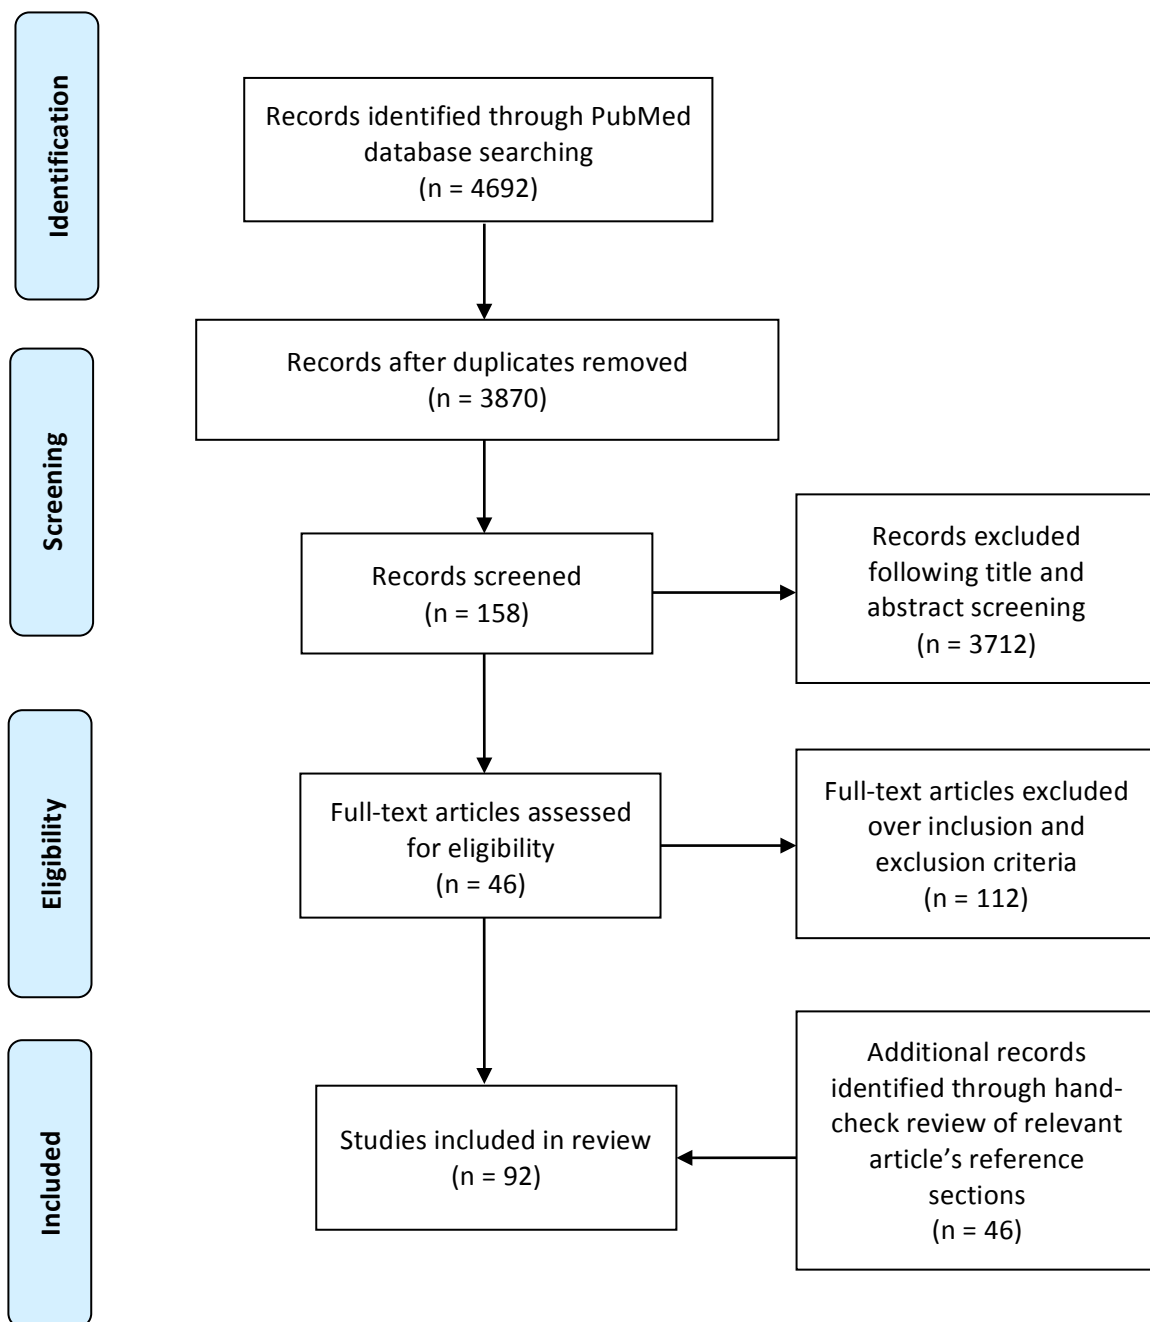 Identification
Records identified through PubMed
database searching
(n = 4692)
Records after duplicates removed
(n = 3870)
Screening
Records screened
(n = 158)
Records excluded
following title and
abstract screening
(n = 3712)
Eligibility
Full-text articles assessed
for eligibility
(n = 46)
Full-text articles excluded
over inclusion and
exclusion criteria
(n = 112)
Included
Studies included in review
(n = 92)
Additional records
identified through hand-
check review of relevant
article’s reference
sections
(n = 46)